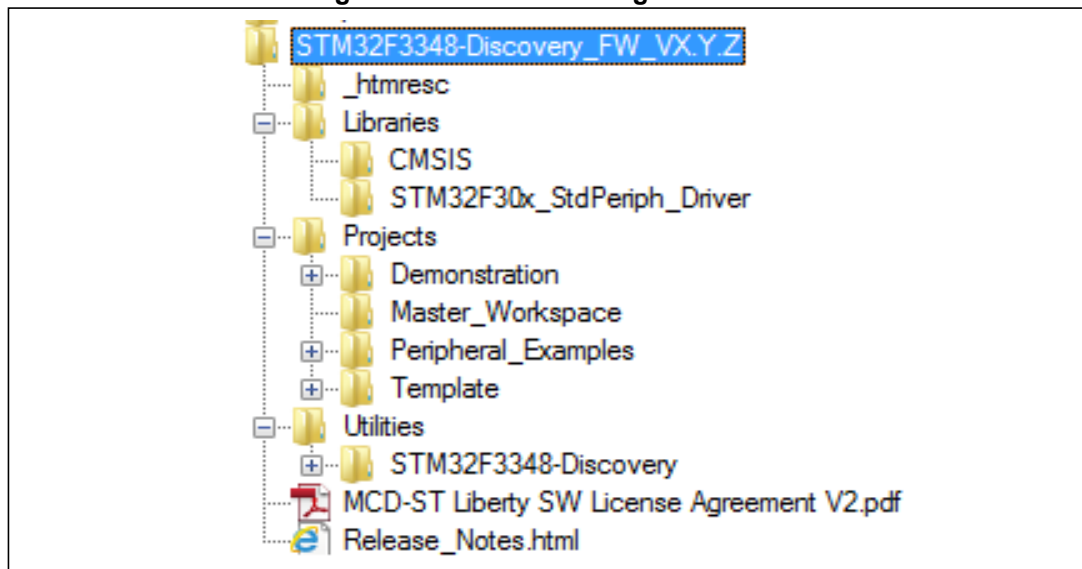 STM32F3348-Discovery_FW_VX.Y.Z
_htmresc
Libraries
CMSIS
STM32F30x_StdPeriph_Driver
Projects
Demonstration
Master_Workspace
Peripheral_Examples
Template
Utilities
STM32F3348-Discovery
MCD-ST Liberty SW License Agreement V2.pdf
Release_Notes.html